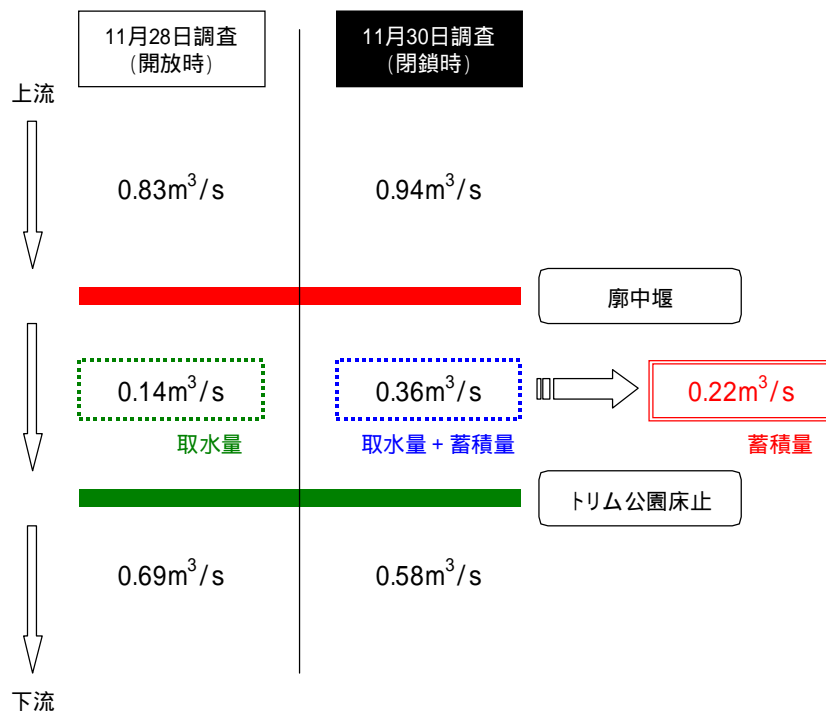 11月28日調査
(開放時)
11月30日調査
(閉鎖時)
上流
0.83m³/s
0.94m³/s
廓中堰
0.14m³/s
0.36m³/s
0.22m³/s
取水量
取水量 + 蓄積量
蓄積量
トリム公園床止
0.69m³/s
0.58m³/s
下流